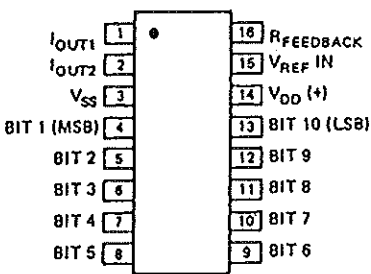 IOUT1 1 16 RFEEDBACK
IOUT2 2 15 VREF IN
VSS 3 14 VDD (+)
BIT 1 (MSB) 4 13 BIT 10 (LSB)
BIT 2 5 12 BIT 9
BIT 3 6 11 BIT 8
BIT 4 7 10 BIT 7
BIT 5 8 9 BIT 6